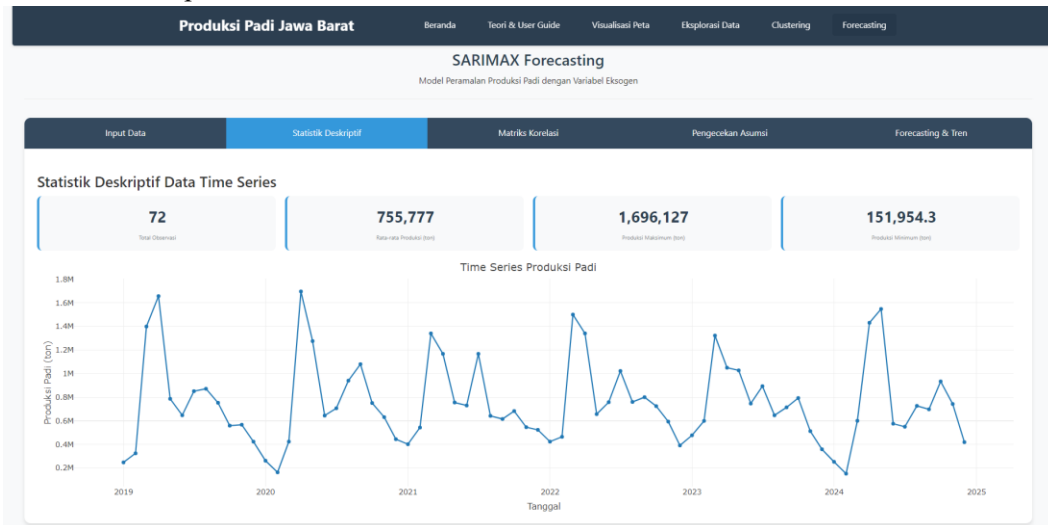 Produksi Padi Jawa Barat Beranda Teori & User Guide Visualisasi Peta Eksplorasi Data Clustering Forecasting
SARIMAX Forecasting
Model Peramalan Produksi Padi dengan Variabel Eksogen
Input Data Statistik Deskriptif Matriks Korelasi Pengecekan Asumsi Forecasting & Tren
Statistik Deskriptif Data Time Series
72 755,777 1,696,127 151,954.3
Total Observasi Rata-rata Produksi (ton) Produksi Maksimum (ton) Produksi Minimum (ton)
Time Series Produksi Padi
1.8M
1.6M
1.4M
1.2M
1M
0.8M
0.6M
0.4M
0.2M
Produksi Padi (ton)
2019 2020 2021 2022 2023 2024 2025
Tanggal